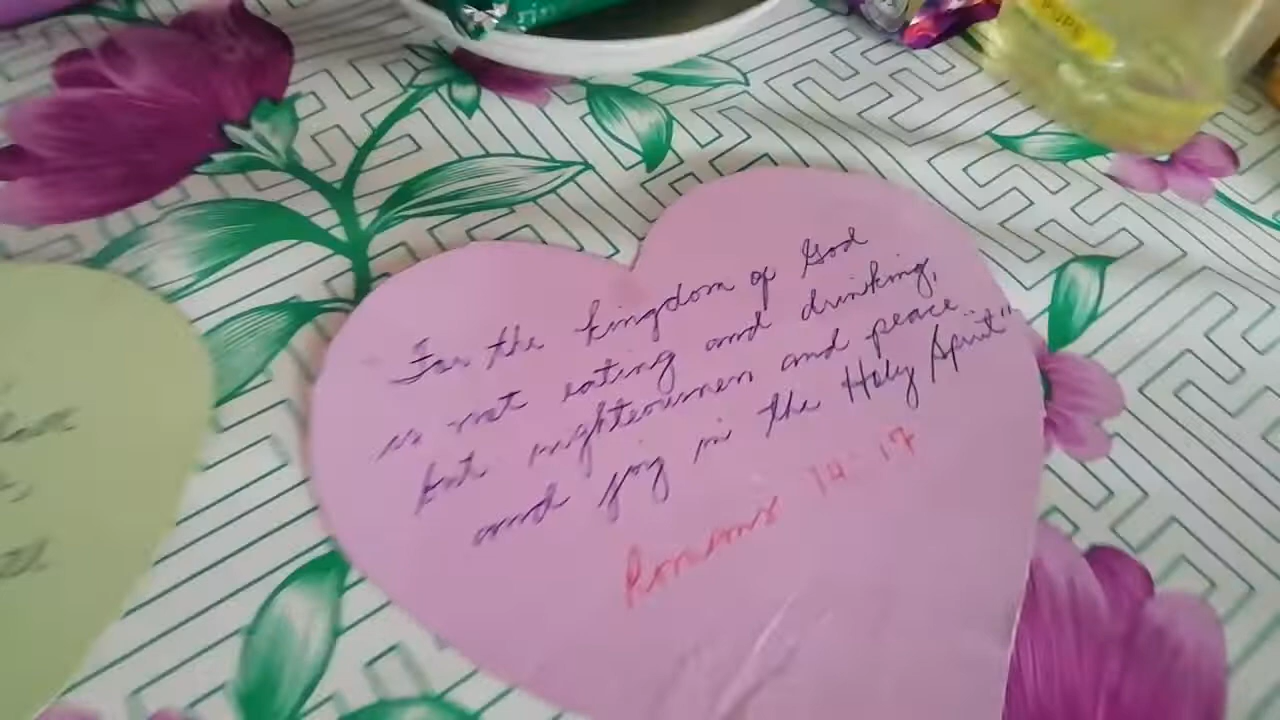 For the kingdom of God
is not eating and drinking,
but righteousness and peace
and joy in the Holy Spirit"
Romans 14:17
PURE